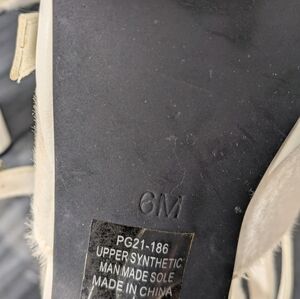 6M
PG21-186
UPPER SYNTHETIC
MAN MADE SOLE
MADE IN CHINA